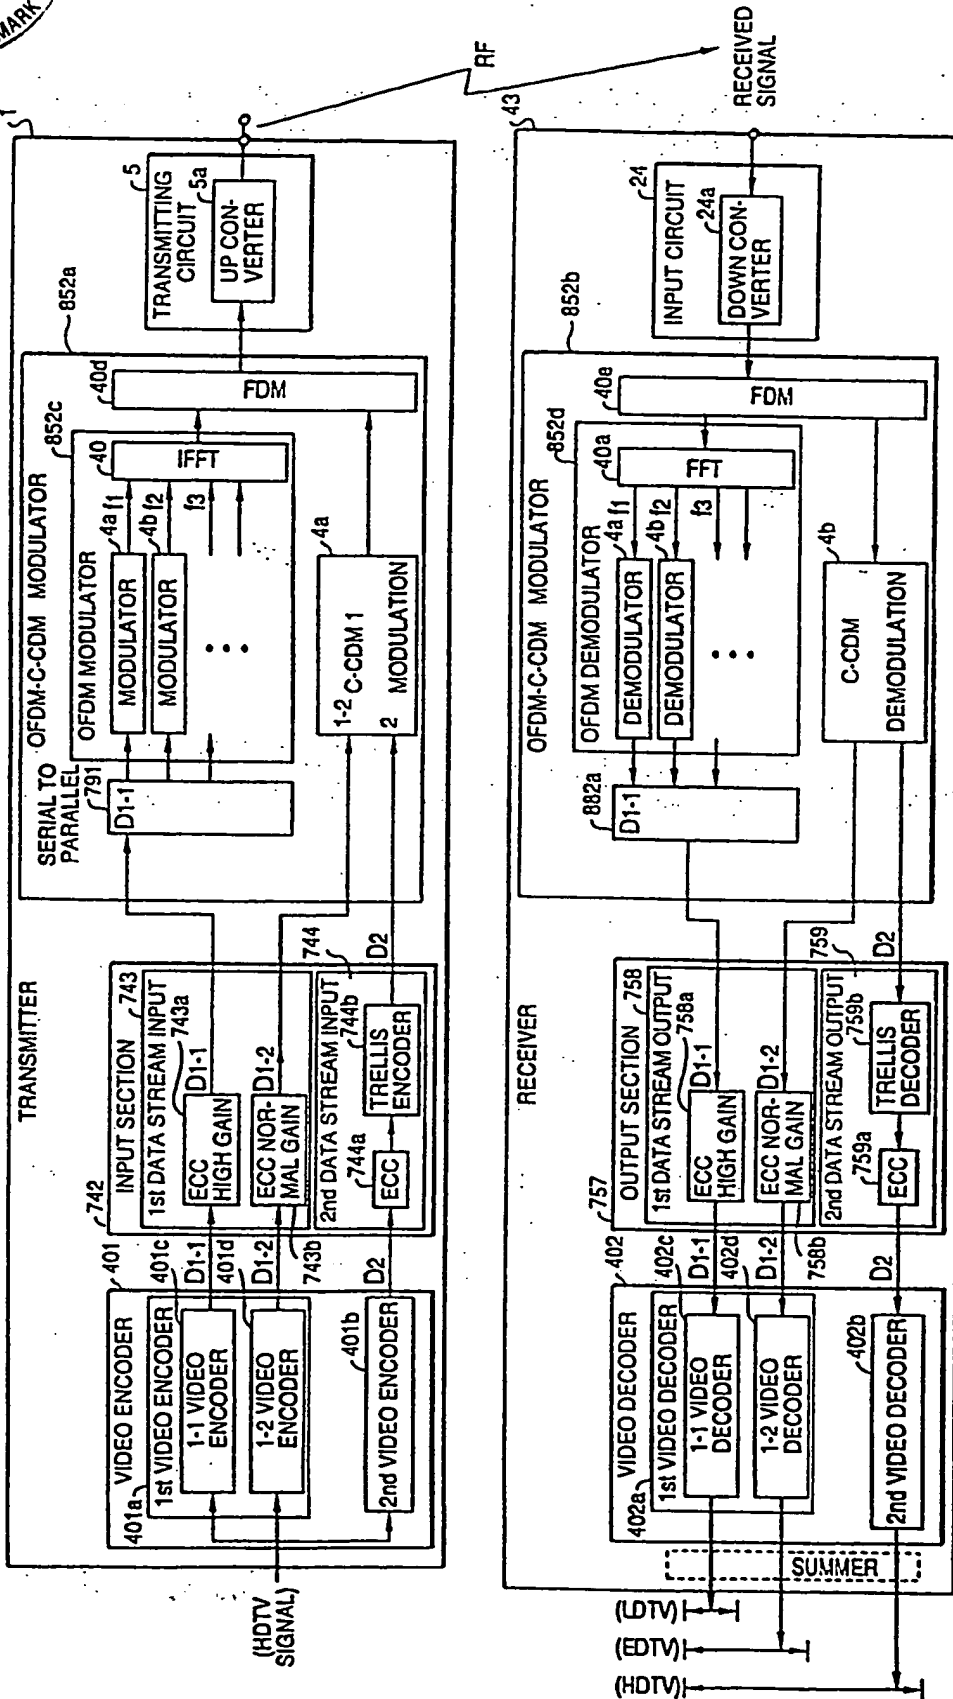 MARK
TRANSMITTER
1
(HDTV
SIGNAL)
VIDEO ENCODER
401
401a
1st VIDEO ENCODER
401c
1-1 VIDEO
ENCODER
401d
1-2 VIDEO
ENCODER
401b
2nd VIDEO ENCODER
D1-1
D1-2
D2
742
INPUT SECTION
743
1st DATA STREAM INPUT
743a
ECC
HIGH GAIN
D1-1
ECC NOR-
MAL GAIN
D1-2
743b
744
2nd DATA STREAM INPUT
744a
ECC
744b
TRELLIS
ENCODER
D2
OFDM-C-CDM MODULATOR
852a
SERIAL TO
PARALLEL
791
D1-1
OFDM MODULATOR
852c
MODULATOR
4a
f1
MODULATOR
4b
f2
f3
40
IFFT
40d
FDM
4a
1-2
C-CDM 1
2
MODULATION
TRANSMITTING
CIRCUIT
5
5a
UP CON-
VERTER
RF
RECEIVED
SIGNAL
RECEIVER
43
INPUT CIRCUIT
24
24a
DOWN CON-
VERTER
OFDM-C-CDM MODULATOR
852b
40e
FDM
OFDM DEMODULATOR
852d
40a
FFT
DEMODULATOR
4a
f1
DEMODULATOR
4b
f2
f3
882a
D1-1
4b
C-CDM
DEMODULATION
757
OUTPUT SECTION
758
1st DATA STREAM OUTPUT
758a
ECC
HIGH GAIN
D1-1
ECC NOR-
MAL GAIN
D1-2
758b
759
2nd DATA STREAM OUTPUT
759a
ECC
759b
TRELLIS
DECODER
D2
D1-1
D1-2
D2
VIDEO DECODER
402
402a
1st VIDEO DECODER
402c
1-1 VIDEO
DECODER
402d
1-2 VIDEO
DECODER
402b
2nd VIDEO DECODER
SUMMER
(LDTV)
(EDTV)
(HDTV)